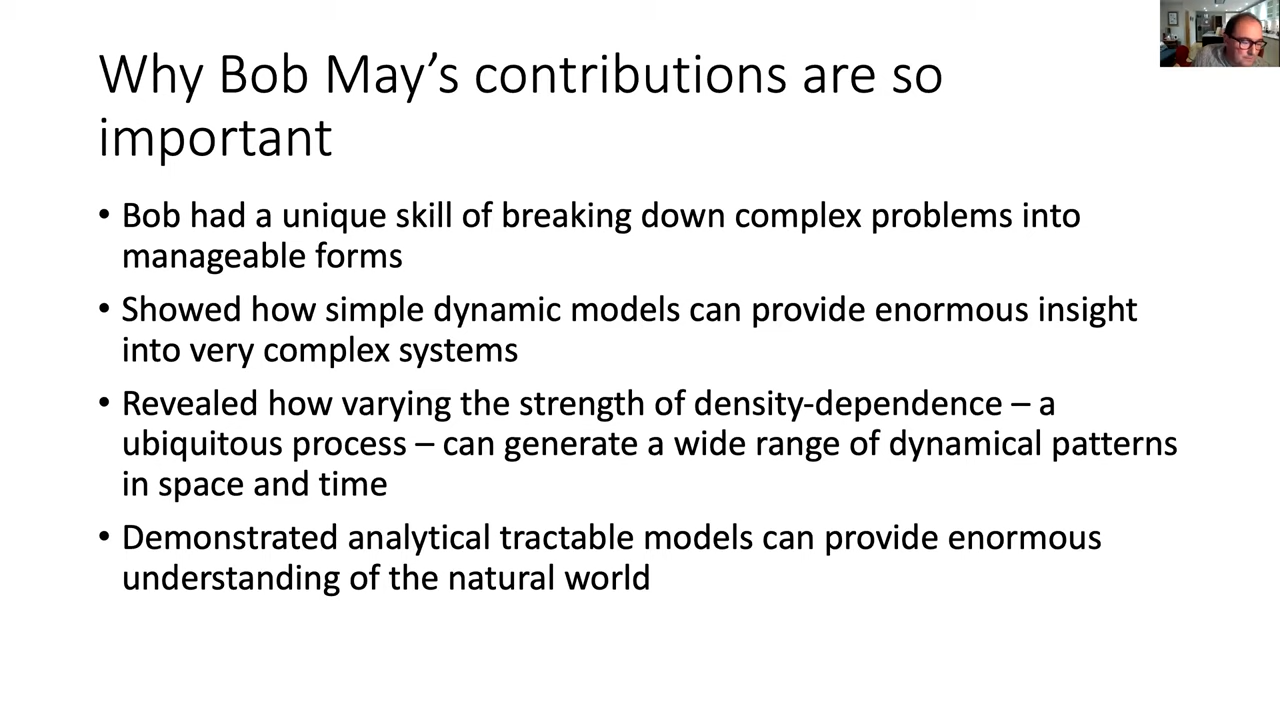 Why Bob May’s contributions are so
important
• Bob had a unique skill of breaking down complex problems into
manageable forms
• Showed how simple dynamic models can provide enormous insight
into very complex systems
• Revealed how varying the strength of density-dependence – a
ubiquitous process – can generate a wide range of dynamical patterns
in space and time
• Demonstrated analytical tractable models can provide enormous
understanding of the natural world